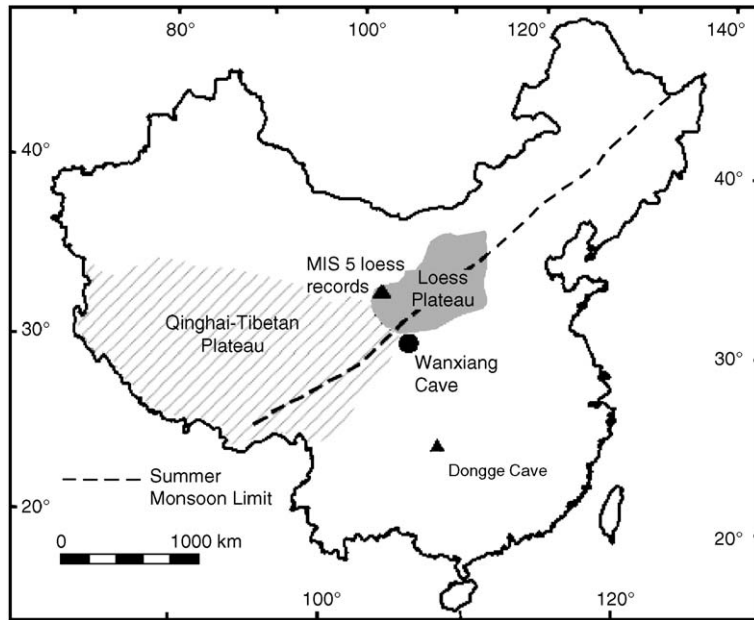 80° 100° 120° 140°
40°
40°
MIS 5 loess
records
Loess
Plateau
Qinghai-Tibetan
Plateau
30°
30°
Wanxiang
Cave
Dongge Cave
Summer
Monsoon Limit
20°
20°
0 1000 km
100° 120°